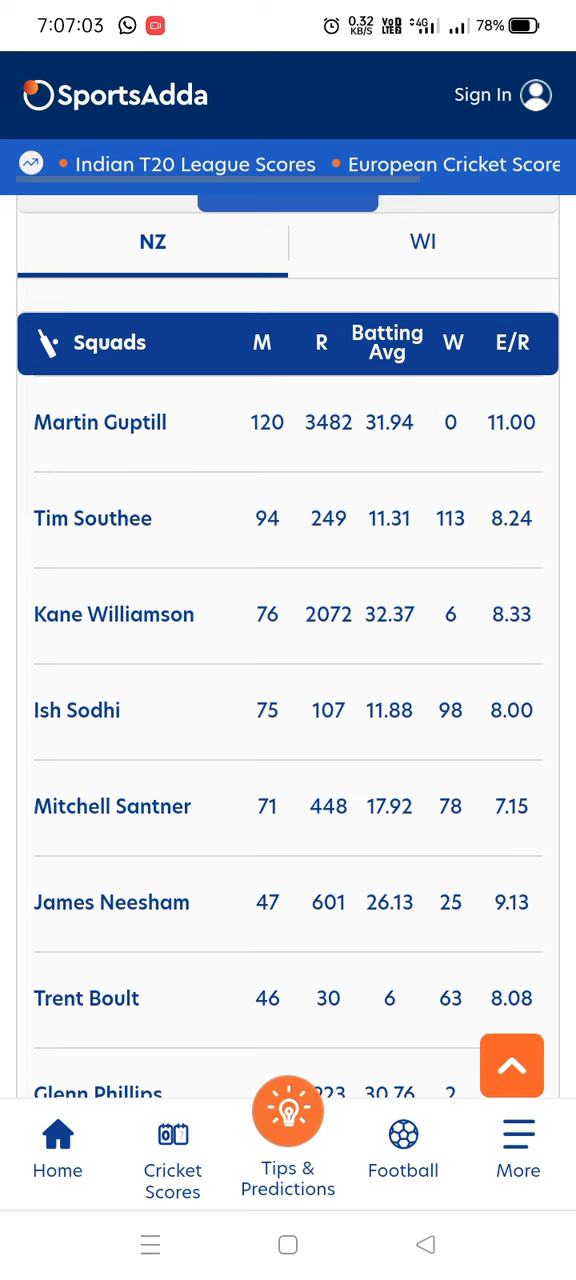 7:07:03 0.32 KB/S VoD LTE2 4G 78%
SportsAdda Sign In
Indian T20 League Scores European Cricket Score
NZ WI
Squads M R Batting Avg W E/R
Martin Guptill 120 3482 31.94 0 11.00
Tim Southee 94 249 11.31 113 8.24
Kane Williamson 76 2072 32.37 6 8.33
Ish Sodhi 75 107 11.88 98 8.00
Mitchell Santner 71 448 17.92 78 7.15
James Neesham 47 601 26.13 25 9.13
Trent Boult 46 30 6 63 8.08
Glenn Phillips 30.76 2
Home Cricket Scores Tips & Predictions Football More